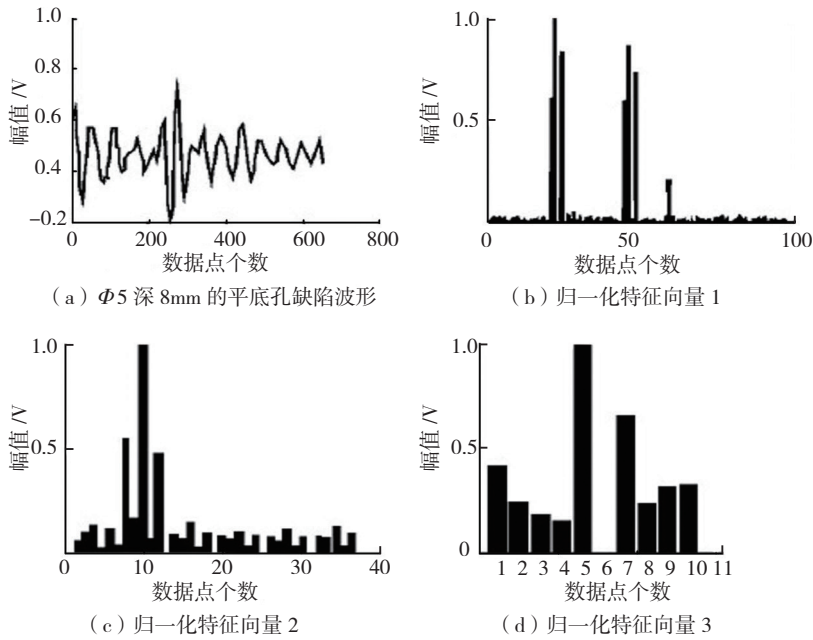 1.0
0.8
0.6
0.4
−0.2
幅值 /V
0 200 400 600 800
数据点个数
（a）Φ5 深 8mm 的平底孔缺陷波形
1.0
0.5
幅值 /V
0 50 100
数据点个数
（b）归一化特征向量 1
1.0
0.5
幅值 /V
0 10 20 30 40
数据点个数
（c）归一化特征向量 2
1.0
0.5
0
幅值 /V
1 2 3 4 5 6 7 8 9 10 11
数据点个数
（d）归一化特征向量 3